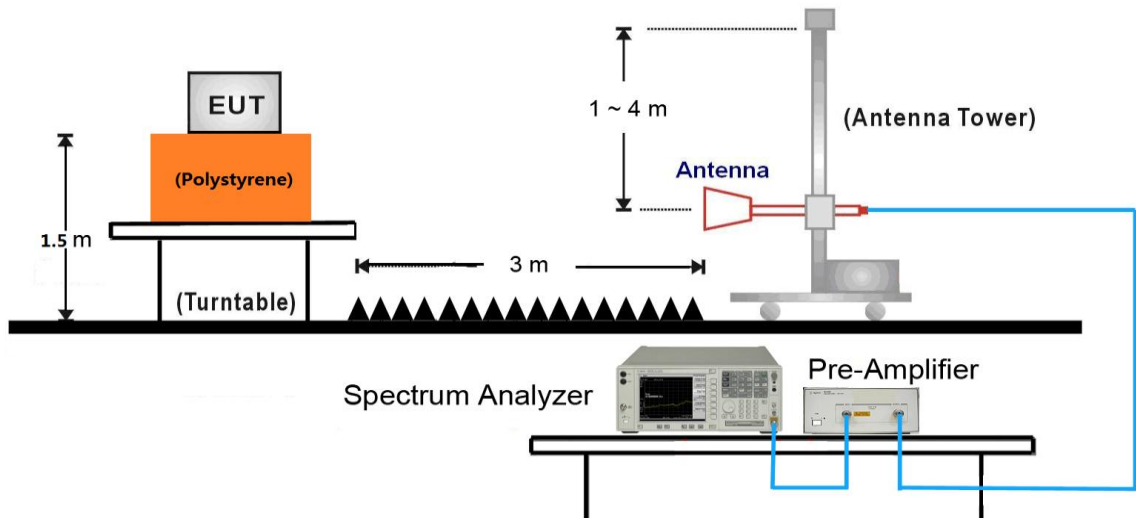 EUT
(Polystyrene)
1.5 m
(Turntable)
3 m
1 ~ 4 m
(Antenna Tower)
Antenna
Spectrum Analyzer
Pre-Amplifier